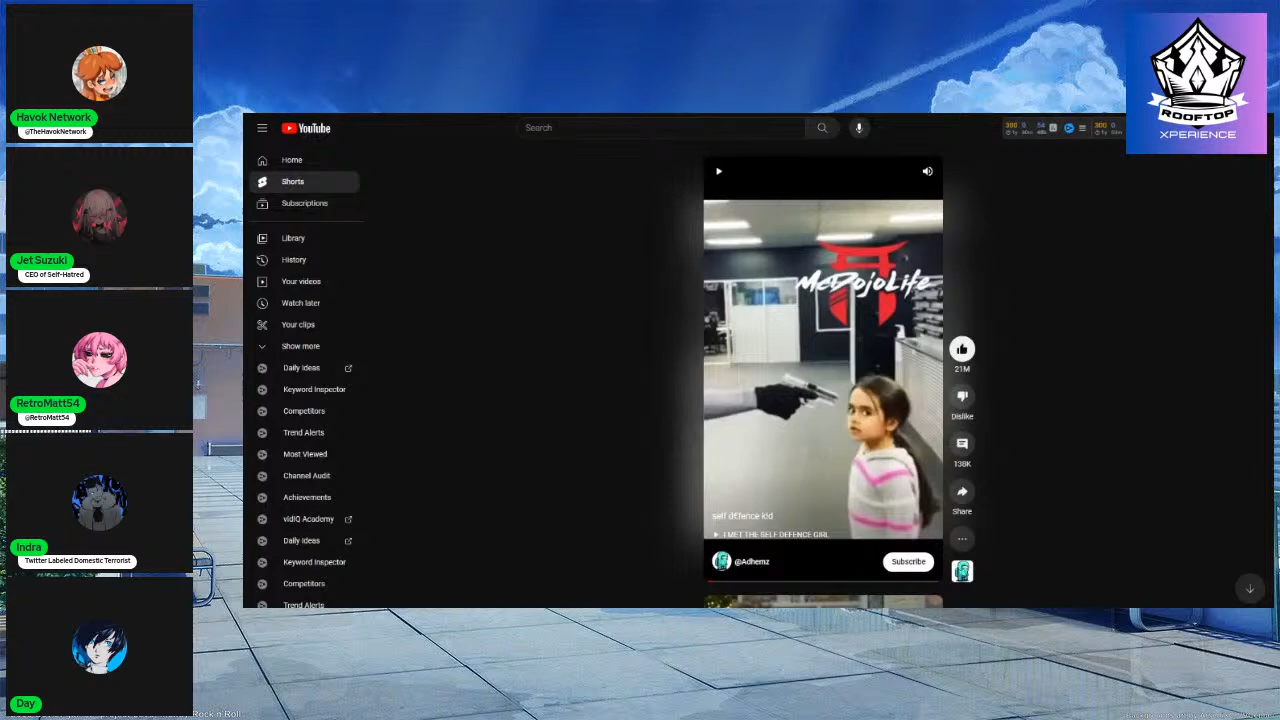 Havok Network
@TheHavokNetwork
Jet Suzuki
CEO of Self-Hatred
RetroMatt54
@RetroMatt54
Indra
Twitter Labeled Domestic Terrorist
Day
Rock n Roll
YouTube
Search
Home
Shorts
Subscriptions
Library
History
Your videos
Watch later
Your clips
Show more
Daily Ideas
Keyword Inspector
Competitors
Trend Alerts
Most Viewed
Channel Audit
Achievements
vidIQ Academy
Daily Ideas
Keyword Inspector
Competitors
Trend Alerts
McDojoLife
self d€fence k!d
I MET THE SELF DEFENCE GIRL
@Adhemz
Subscribe
21M
Dislike
138K
Share
ROOFTOP
XPERIENCE